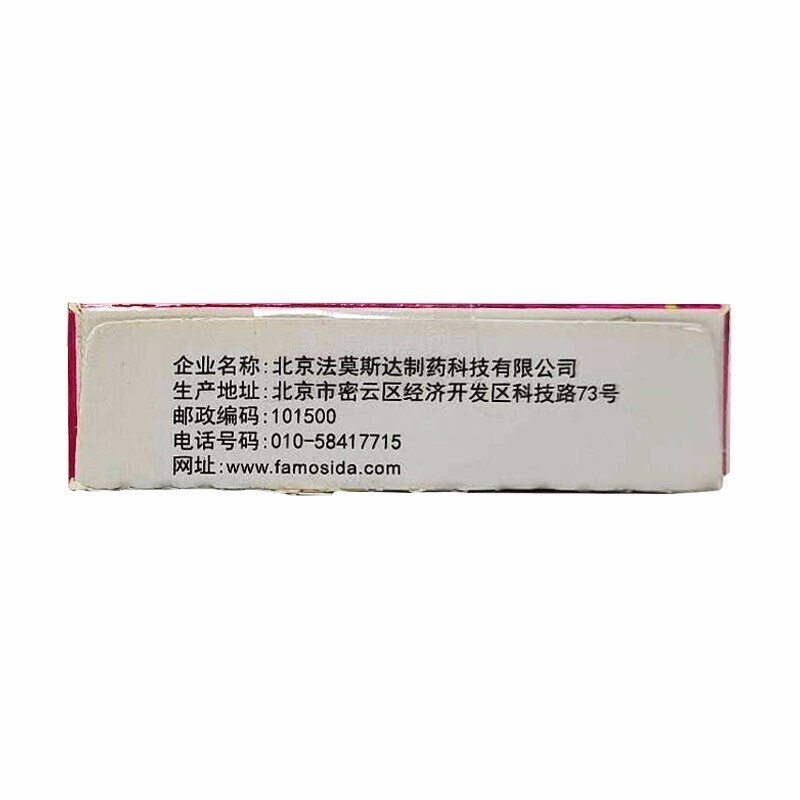 企业名称:北京法莫斯达制药科技有限公司
生产地址:北京市密云区经济开发区科技路73号
邮政编码:101500
电话号码:010-58417715
网址:www.famosida.com